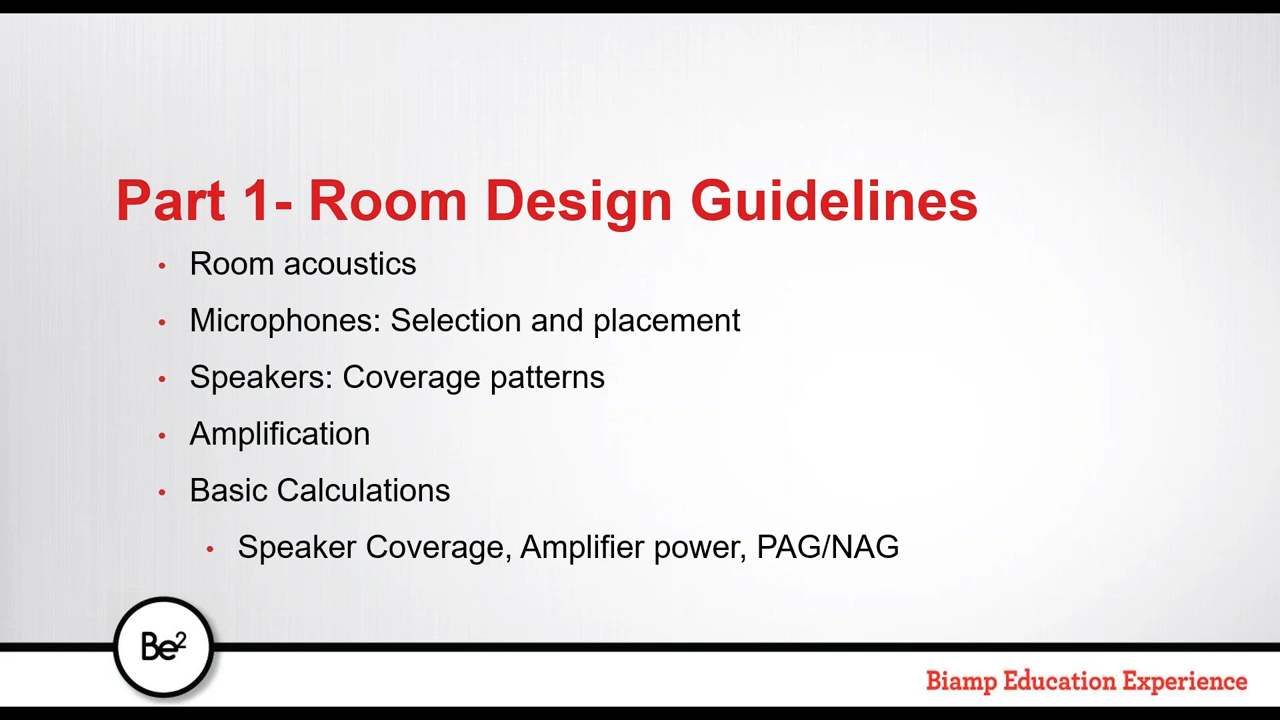 Part 1- Room Design Guidelines
• Room acoustics
• Microphones: Selection and placement
• Speakers: Coverage patterns
• Amplification
• Basic Calculations
• Speaker Coverage, Amplifier power, PAG/NAG
Be²
Biamp Education Experience